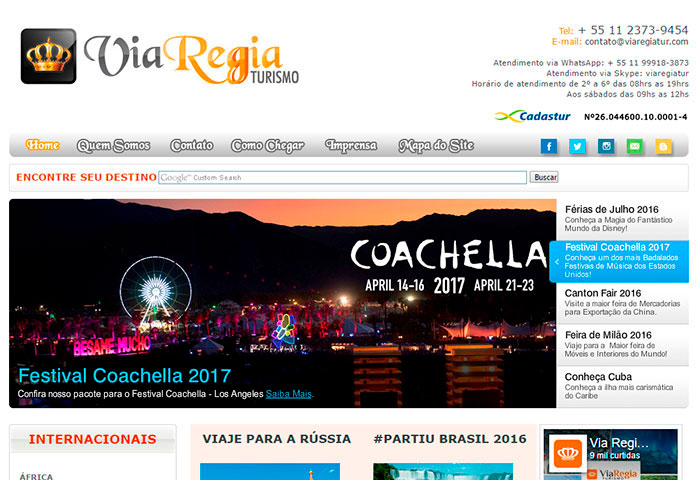 Via Regia
TURISMO
Tel: + 55 11 2373-9454
E-mail: contato@viaregiatur.com
Atendimento via WhatsApp: + 55 11 99918-3873
Atendimento via Skype: viaregiatur
Horário de atendimento de 2ª a 6ª das 08hrs as 19hrs
Aos sábados das 09hs as 12hs
Cadastur Nº26.044600.10.0001-4
Home Quem Somos Contato Como Chegar Imprensa Mapa do Site
ENCONTRE SEU DESTINO Google™ Custom Search Buscar
COACHELLA
APRIL 14-16 2017 APRIL 21-23
BESAME MUCHO
Festival Coachella 2017
Confira nosso pacote para o Festival Coachella - Los Angeles Saiba Mais.
Férias de Julho 2016
Conheça a Magia do Fantástico
Mundo da Disney!
Festival Coachella 2017
Conheça um dos mais Badalados
Festivais de Música dos Estados
Unidos!
Canton Fair 2016
Visite a maior feira de Mercadorias
para Exportação da China.
Feira de Milão 2016
Viaje para a Maior feira de
Móveis e Interiores do Mundo!
Conheça Cuba
Conheça a ilha mais carismática
do Caribe
INTERNACIONAIS
ÁFRICA
VIAJE PARA A RÚSSIA
#PARTIU BRASIL 2016
Via Regi...
9 mil curtidas
ViaRegia